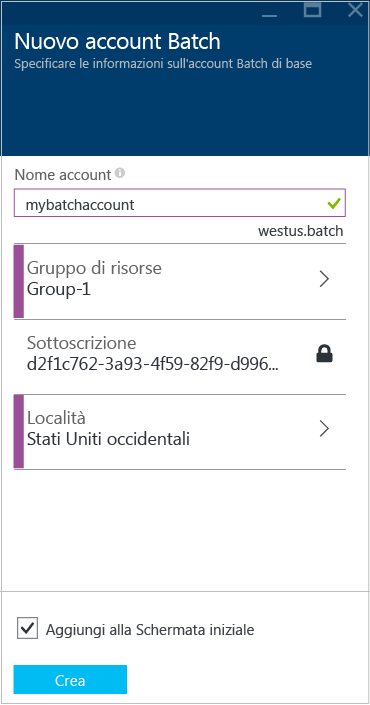 Nuovo account Batch
Specificare le informazioni sull'account Batch di base
Nome account
mybatchaccount
westus.batch
Gruppo di risorse
Group-1
Sottoscrizione
d2f1c762-3a93-4f59-82f9-d996...
Località
Stati Uniti occidentali
Aggiungi alla Schermata iniziale
Crea